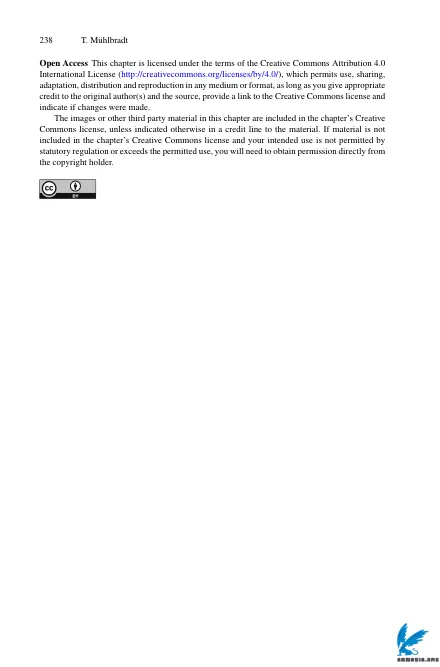 238 T. Mühlbradt
Open Access This chapter is licensed under the terms of the Creative Commons Attribution 4.0
International License (http://creativecommons.org/licenses/by/4.0/), which permits use, sharing,
adaptation, distribution and reproduction in any medium or format, as long as you give appropriate
credit to the original author(s) and the source, provide a link to the Creative Commons license and
indicate if changes were made.
The images or other third party material in this chapter are included in the chapter's Creative
Commons license, unless indicated otherwise in a credit line to the material. If material is not
included in the chapter's Creative Commons license and your intended use is not permitted by
statutory regulation or exceeds the permitted use, you will need to obtain permission directly from
the copyright holder.
cc
BY